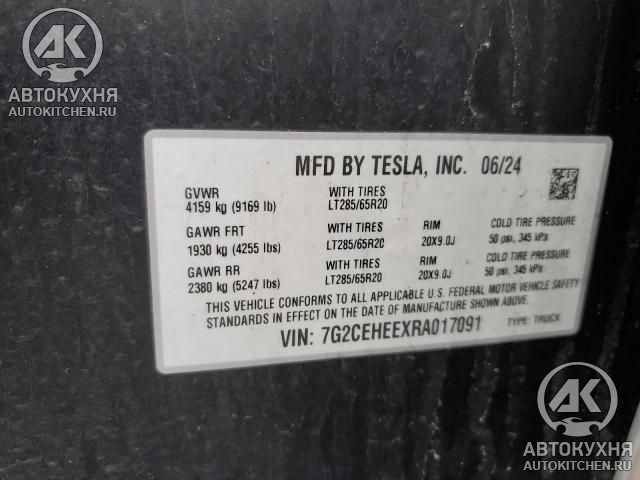 AK
АВТОКУХНЯ
AUTOKITCHEN.RU
MFD BY TESLA, INC. 06/24
GVWR WITH TIRES
4159 kg (9169 lb) LT285/65R20
GAWR FRT WITH TIRES RIM COLD TIRE PRESSURE
1930 kg (4255 lbs) LT285/65R20 20X9.0J 50 psi, 345 kPa
GAWR RR WITH TIRES RIM COLD TIRE PRESSURE
2380 kg (5247 lbs) LT285/65R20 20X9.0J 50 psi, 345 kPa
THIS VEHICLE CONFORMS TO ALL APPLICABLE U.S. FEDERAL MOTOR VEHICLE SAFETY
STANDARDS IN EFFECT ON THE DATE OF MANUFACTURE SHOWN ABOVE.
VIN: 7G2CEHEEXRA017091 TYPE: TRUCK
AK
АВТОКУХНЯ
AUTOKITCHEN.RU